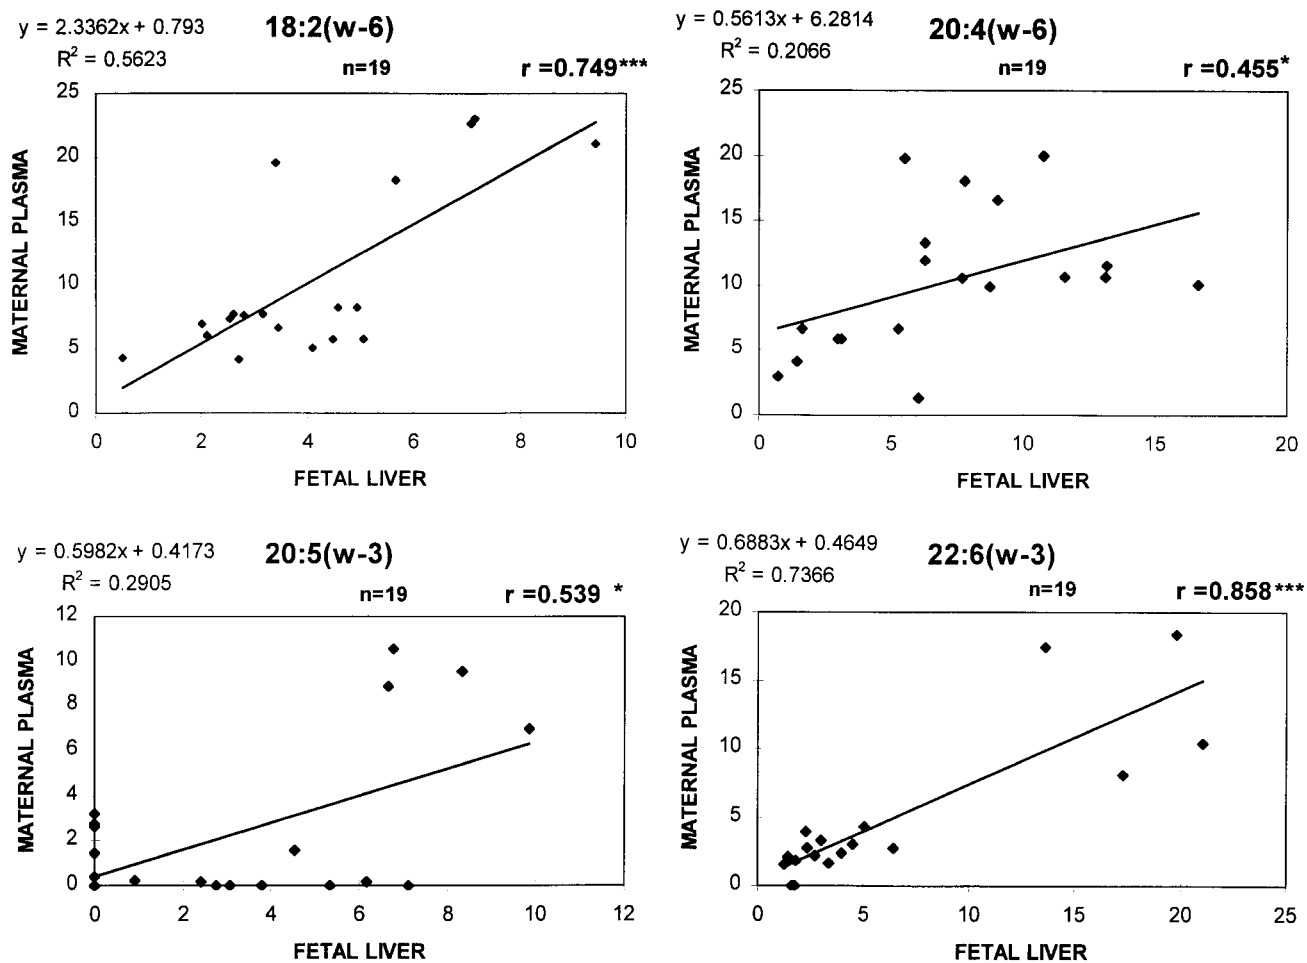 y = 2.3362x + 0.793
18:2(w-6)
R² = 0.5623
n=19
r =0.749***
MATERNAL PLASMA
25
20
15
10
5
0
0 2 4 6 8 10
FETAL LIVER
y = 0.5613x + 6.2814
20:4(w-6)
R² = 0.2066
n=19
r =0.455*
MATERNAL PLASMA
25
20
15
10
5
0
0 5 10 15 20
FETAL LIVER
y = 0.5982x + 0.4173
20:5(w-3)
R² = 0.2905
n=19
r =0.539 *
MATERNAL PLASMA
12
10
8
6
4
2
0
0 2 4 6 8 10 12
FETAL LIVER
y = 0.6883x + 0.4649
22:6(w-3)
R² = 0.7366
n=19
r =0.858***
MATERNAL PLASMA
20
15
10
5
0
0 5 10 15 20 25
FETAL LIVER